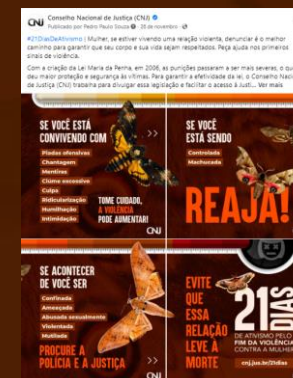 Conselho Nacional de Justiça (CNJ)
Publicado por Pedro Paulo Souza · 26 de novembro ·
#21DiasDeAtivismo | Mulher, se estiver vivendo uma relação violenta, denunciar é o melhor
caminho para garantir que seu corpo e sua vida sejam respeitados. Peça ajuda nos primeiros
sinais de violência.
Com a criação da Lei Maria da Penha, em 2006, as punições passaram a ser mais severas; o que
deu maior proteção e segurança às vítimas. Para garantir a efetividade da lei, o Conselho Nacio
de Justiça (CNJ) trabalha para divulgar essa legislação e facilitar o acesso à Justi... Ver mais
SE VOCÊ ESTÁ
CONVIVENDO COM
Piadas ofensivas
Chantagem
Mentiras
Ciúme excessivo
Culpa
Ridicularização
Humilhação
Intimidação
TOME CUIDADO,
A VIOLÊNCIA
PODE AUMENTAR!
CNJ
SE VOCÊ
ESTÁ SENDO
Controlada
Machucada
REAJA!
SE ACONTECER
DE VOCÊ SER
Confinada
Ameaçada
Abusada sexualmente
Violentada
Mutilada
PROCURE A
POLÍCIA E A JUSTIÇA
CNJ
EVITE
QUE
ESSA
RELAÇÃO
LEVE À
MORTE
21 DIAS
DE ATIVISMO PELO
FIM DA VIOLÊNCIA
CONTRA A MULHER
cnj.jus.br/21dias